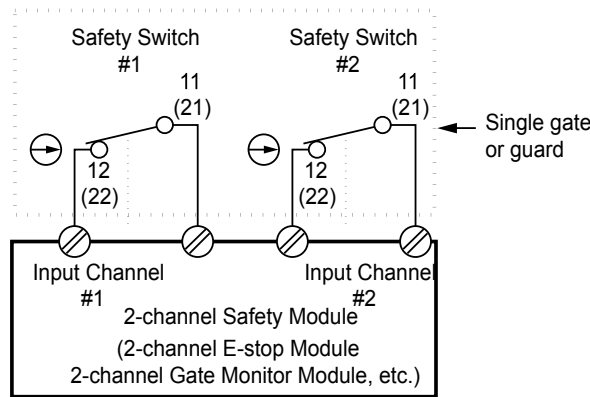 Safety Switch
#1
Safety Switch
#2
11
(21)
11
(21)
12
(22)
12
(22)
Single gate
or guard
Input Channel
#1
Input Channel
#2
2-channel Safety Module
(2-channel E-stop Module
2-channel Gate Monitor Module, etc.)